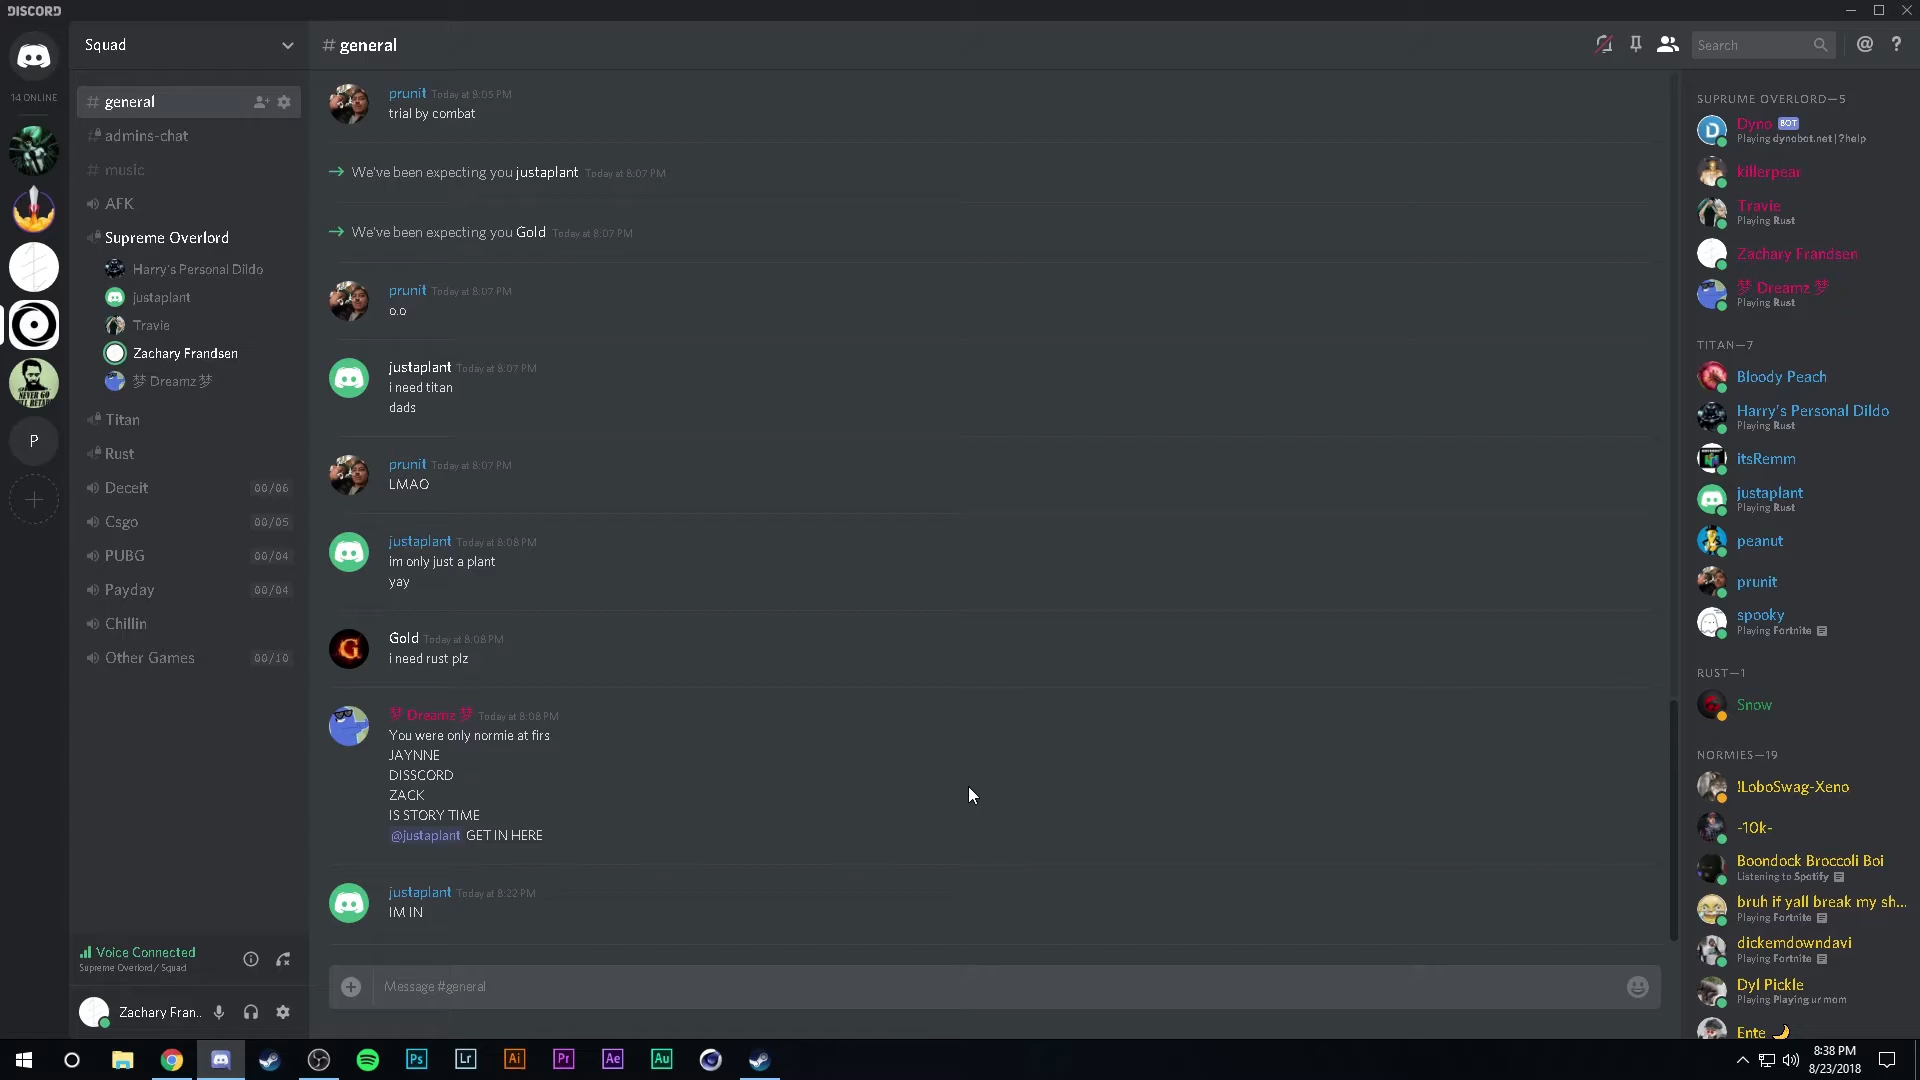 DISCORD
Squad
# general
Search
@ ?
14 ONLINE
P
# general
admins-chat
# music
AFK
Supreme Overlord
Harry's Personal Dildo
justaplant
Travie
Zachary Frandsen
梦 Dreamz 梦
Titan
Rust
Deceit 00/06
Csgo 00/05
PUBG 00/04
Payday 00/04
Chillin
Other Games 00/10
Voice Connected
Supreme Overlord / Squad
Zachary Fran...
prunit Today at 8:05 PM
trial by combat
We've been expecting you justaplant Today at 8:07 PM
We've been expecting you Gold Today at 8:07 PM
prunit Today at 8:07 PM
o.o
justaplant Today at 8:07 PM
i need titan
dads
prunit Today at 8:07 PM
LMAO
justaplant Today at 8:08 PM
im only just a plant
yay
Gold Today at 8:08 PM
i need rust plz
梦 Dreamz 梦 Today at 8:08 PM
You were only normie at firs
JAYNNE
DISSCORD
ZACK
IS STORY TIME
@justaplant GET IN HERE
justaplant Today at 8:22 PM
IM IN
Message #general
SUPRUME OVERLORD—5
Dyno BOT
Playing dynobot.net | ?help
killerpear
Travie
Playing Rust
Zachary Frandsen
梦 Dreamz 梦
Playing Rust
TITAN—7
Bloody Peach
Harry's Personal Dildo
Playing Rust
itsRemm
justaplant
Playing Rust
peanut
prunit
spooky
Playing Fortnite
RUST—1
Snow
NORMIES—19
!LoboSwag-Xeno
-10k-
Boondock Broccoli Boi
Listening to Spotify
bruh if yall break my sh...
Playing Fortnite
dickemdowndavi
Playing Fortnite
Dyl Pickle
Playing Playing ur mom
Ente
Ps Lr Ai Pr Ae Au
8:38 PM
8/23/2018